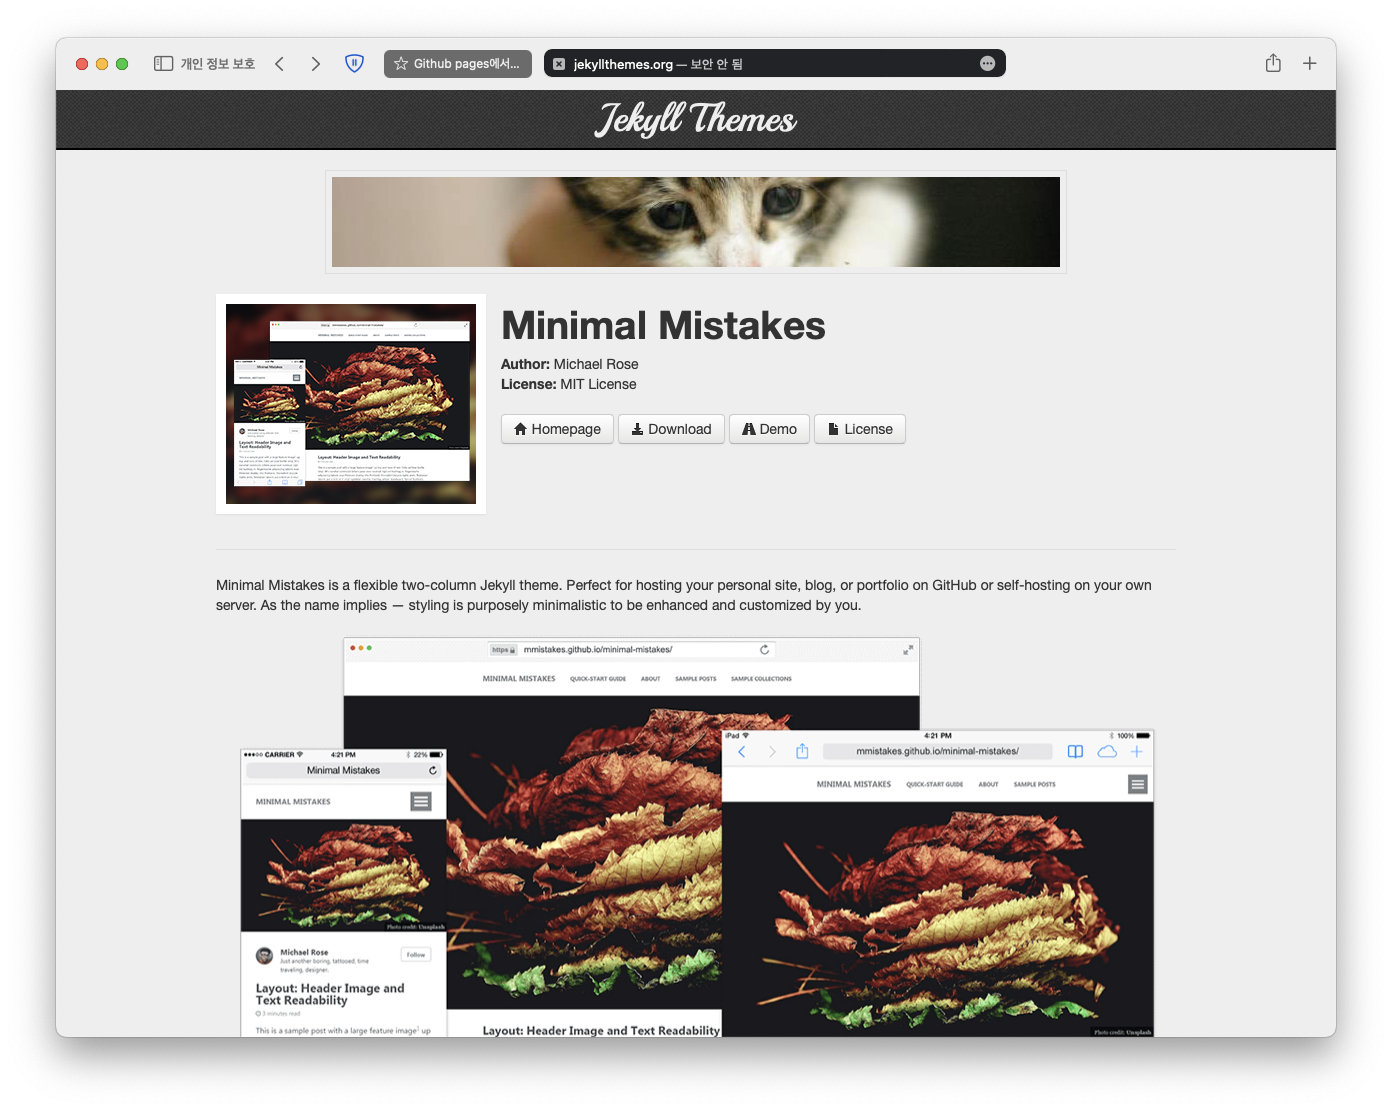 개인 정보 보호
Github pages에서...
jekyllthemes.org — 보안 안 됨
Jekyll Themes
Minimal Mistakes
Author: Michael Rose
License: MIT License
Homepage
Download
Demo
License
Minimal Mistakes is a flexible two-column Jekyll theme. Perfect for hosting your personal site, blog, or portfolio on GitHub or self-hosting on your own
server. As the name implies — styling is purposely minimalistic to be enhanced and customized by you.
https
mmistakes.github.io/minimal-mistakes/
MINIMAL MISTAKES QUICK-START GUIDE ABOUT SAMPLE POSTS SAMPLE COLLECTIONS
CARRIER 4:21 PM 22%
Minimal Mistakes
MINIMAL MISTAKES
Photo credit: Unsplash
Michael Rose
Follow
Just another boring, tattooed, time
traveling, designer.
Layout: Header Image and
Text Readability
3 minutes read
This is a sample post with a large feature image1 up
Layout: Header Image and Text Readability
iPad 4:21 PM 100%
mmistakes.github.io/minimal-mistakes/
MINIMAL MISTAKES QUICK-START GUIDE ABOUT SAMPLE POSTS
Photo credit: Unsplash